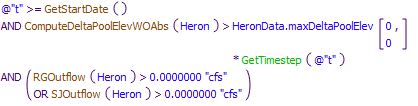 @"t" >= GetStartDate ()
AND ComputeDeltaPoolElevWOAbs (Heron) > HeronData.maxDeltaPoolElev [0, 0]
* GetTimestep (@"t")
AND (RGOutflow (Heron) > 0.0000000 "cfs"
OR SJOutflow (Heron) > 0.0000000 "cfs")